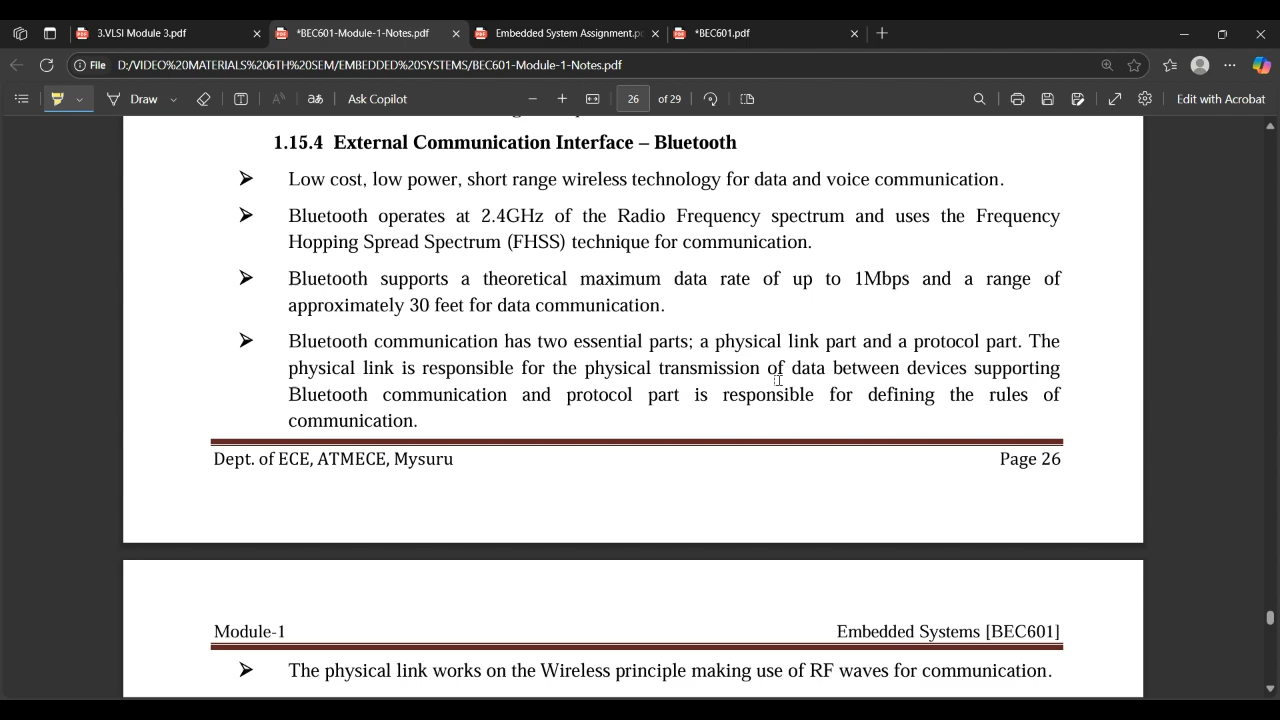 3.VLSI Module 3.pdf
*BEC601-Module-1-Notes.pdf
Embedded System Assignment.p
*BEC601.pdf
File D:/VIDEO%20MATERIALS%206TH%20SEM/EMBEDDED%20SYSTEMS/BEC601-Module-1-Notes.pdf
Draw
Ask Copilot
26 of 29
Edit with Acrobat
1.15.4 External Communication Interface – Bluetooth
➢ Low cost, low power, short range wireless technology for data and voice communication.
➢ Bluetooth operates at 2.4GHz of the Radio Frequency spectrum and uses the Frequency
Hopping Spread Spectrum (FHSS) technique for communication.
➢ Bluetooth supports a theoretical maximum data rate of up to 1Mbps and a range of
approximately 30 feet for data communication.
➢ Bluetooth communication has two essential parts; a physical link part and a protocol part. The
physical link is responsible for the physical transmission of data between devices supporting
Bluetooth communication and protocol part is responsible for defining the rules of
communication.
Dept. of ECE, ATMECE, Mysuru Page 26
Module-1 Embedded Systems [BEC601]
➢ The physical link works on the Wireless principle making use of RF waves for communication.